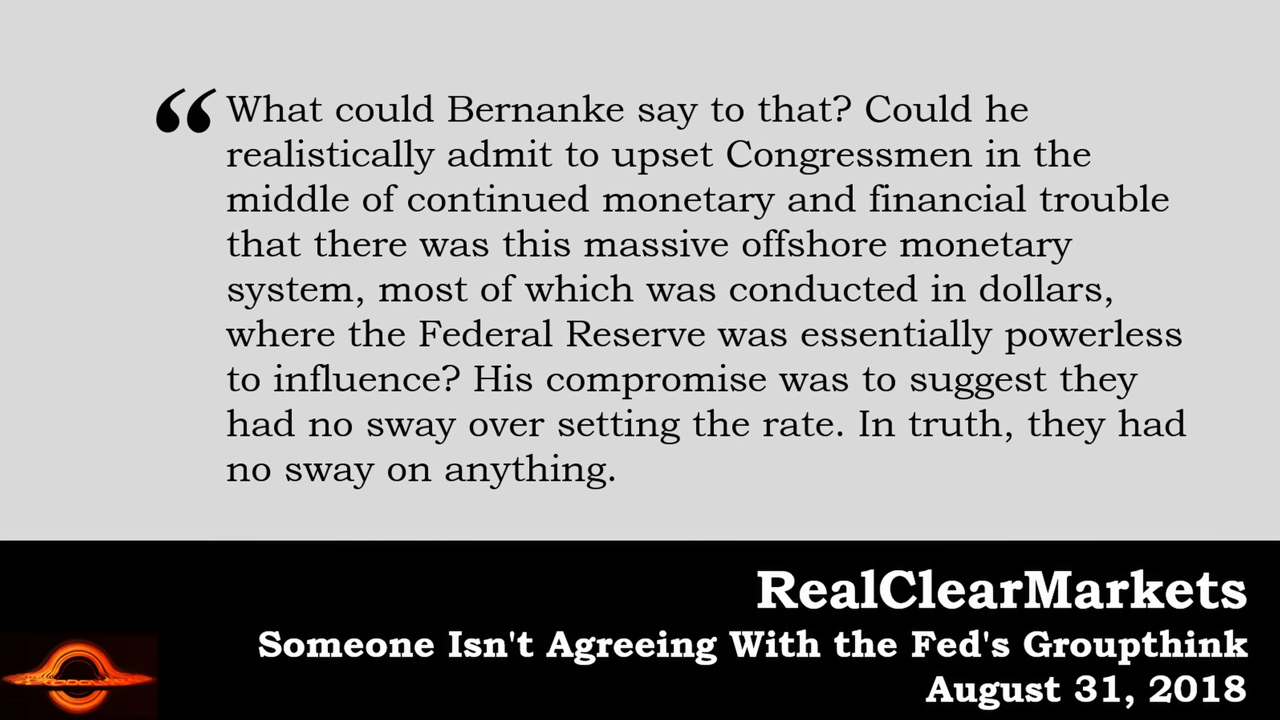 “What could Bernanke say to that? Could he
realistically admit to upset Congressmen in the
middle of continued monetary and financial trouble
that there was this massive offshore monetary
system, most of which was conducted in dollars,
where the Federal Reserve was essentially powerless
to influence? His compromise was to suggest they
had no sway over setting the rate. In truth, they had
no sway on anything.
RealClearMarkets
Someone Isn't Agreeing With the Fed's Groupthink
August 31, 2018